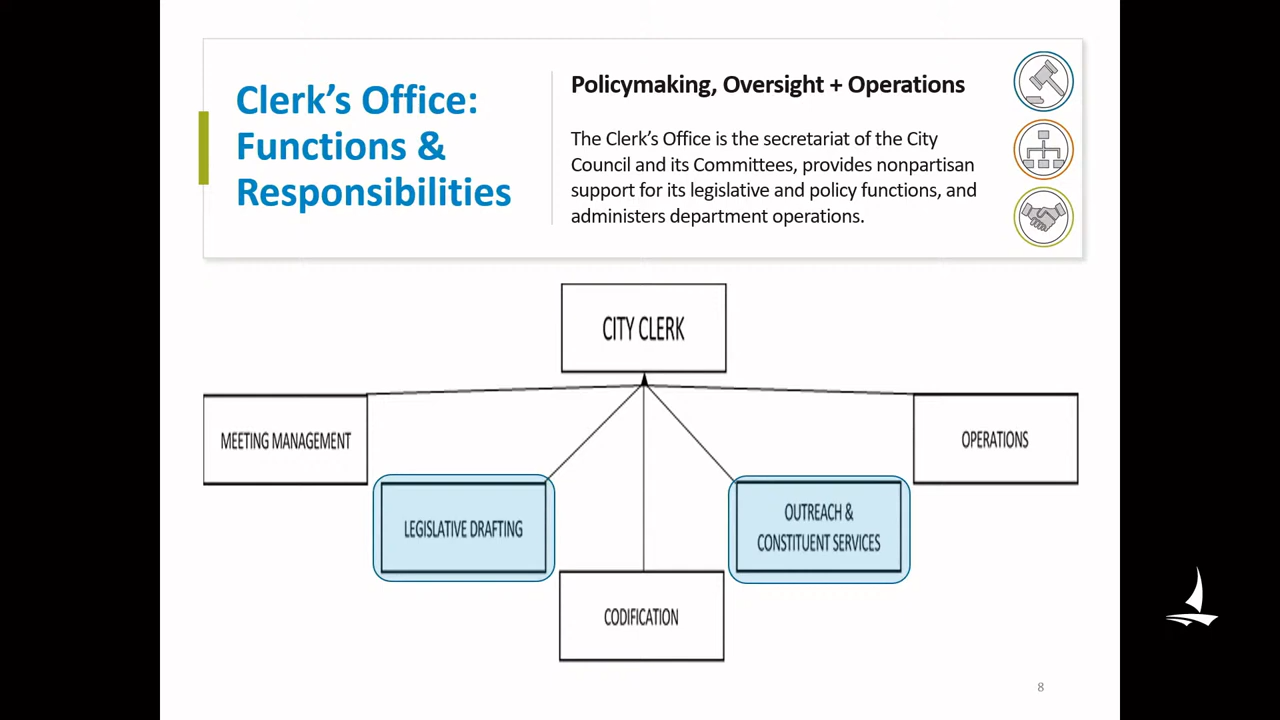 Clerk’s Office:
Functions &
Responsibilities
Policymaking, Oversight + Operations
The Clerk’s Office is the secretariat of the City
Council and its Committees, provides nonpartisan
support for its legislative and policy functions, and
administers department operations.
CITY CLERK
MEETING MANAGEMENT
OPERATIONS
LEGISLATIVE DRAFTING
OUTREACH &
CONSTITUENT SERVICES
CODIFICATION
8